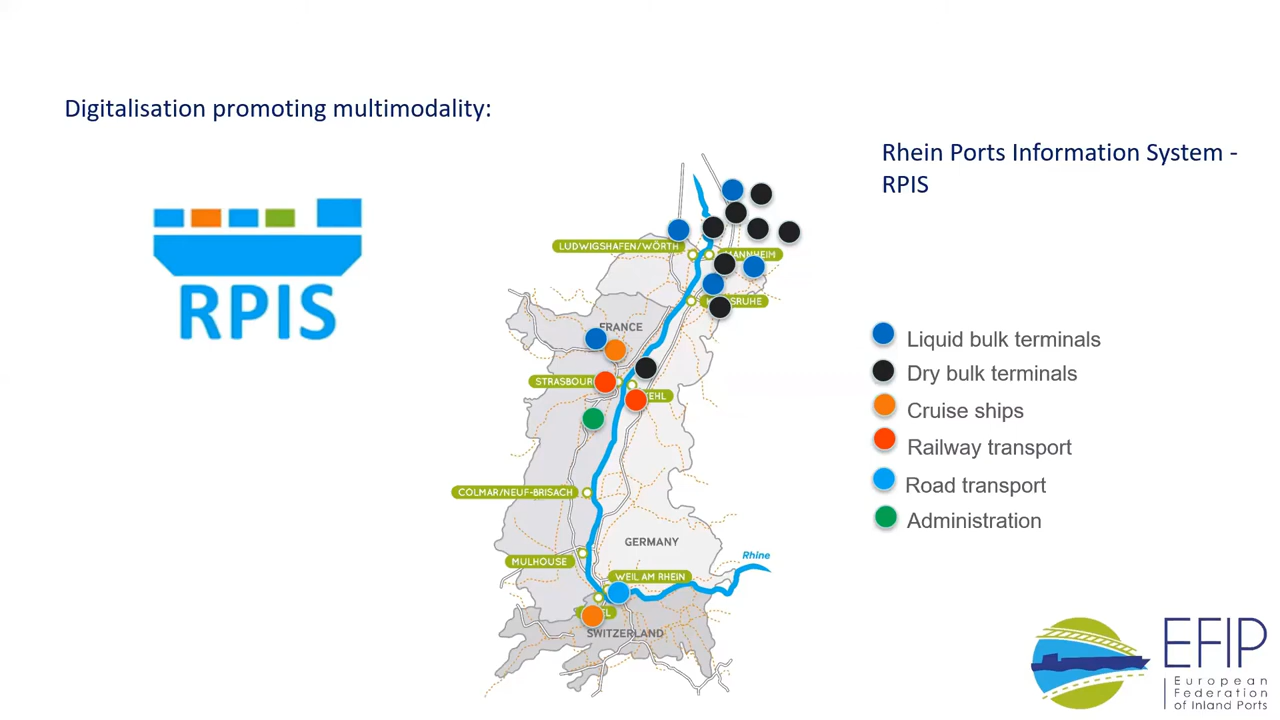 Digitalisation promoting multimodality:
Rhein Ports Information System -
RPIS
RPIS
LUDWIGSHAFEN/WÖRTH
MANNHEIM
FRANCE
STRASBOUR
COLMAR/NEUF-BRISACH
GERMANY
MULHOUSE
WEIL AM RHEIN
Rhine
SWITZERLAND
Liquid bulk terminals
Dry bulk terminals
Cruise ships
Railway transport
Road transport
Administration
EFIP
European
Federation
of Inland Ports